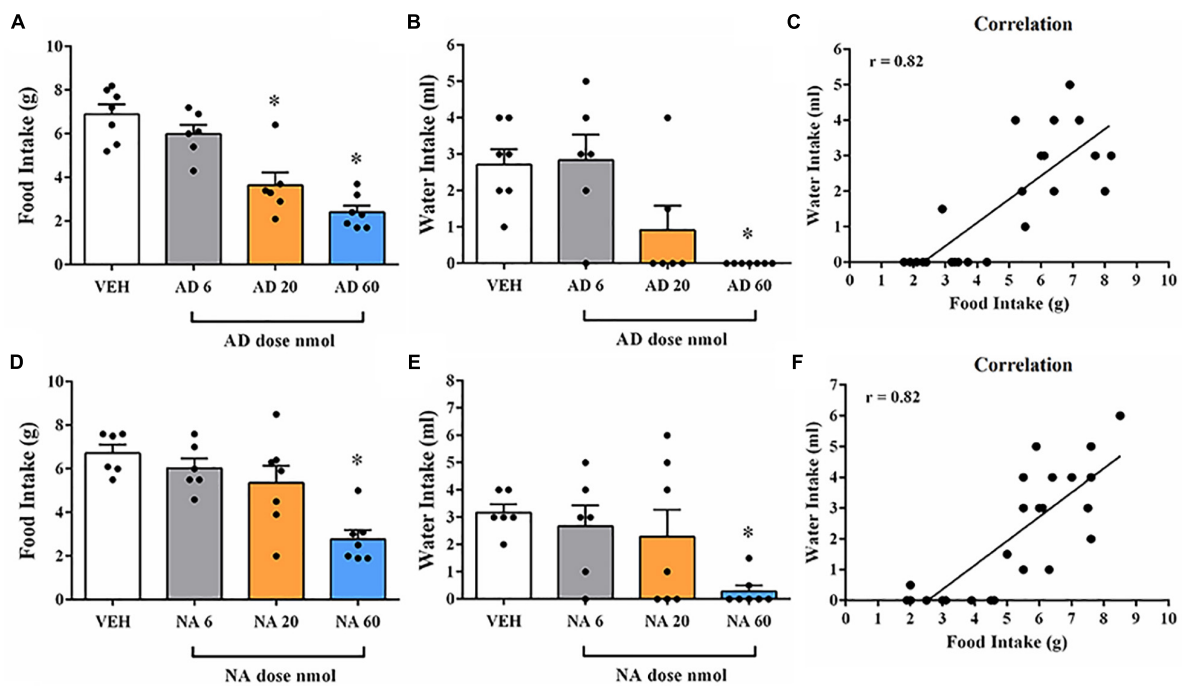 A
Food Intake (g)
10
8
6
4
2
0
*
*
VEH
AD 6
AD 20
AD 60
AD dose nmol
B
Water Intake (ml)
6
5
4
3
2
1
0
*
VEH
AD 6
AD 20
AD 60
AD dose nmol
C
Correlation
r = 0.82
Water Intake (ml)
6
5
4
3
2
1
0
0 1 2 3 4 5 6 7 8 9 10
Food Intake (g)
D
Food Intake (g)
10
8
6
4
2
0
*
VEH
NA 6
NA 20
NA 60
NA dose nmol
E
Water Intake (ml)
8
7
6
5
4
3
2
1
0
*
VEH
NA 6
NA 20
NA 60
NA dose nmol
F
Correlation
r = 0.82
Water Intake (ml)
7
6
5
4
3
2
1
0
0 1 2 3 4 5 6 7 8 9 10
Food Intake (g)